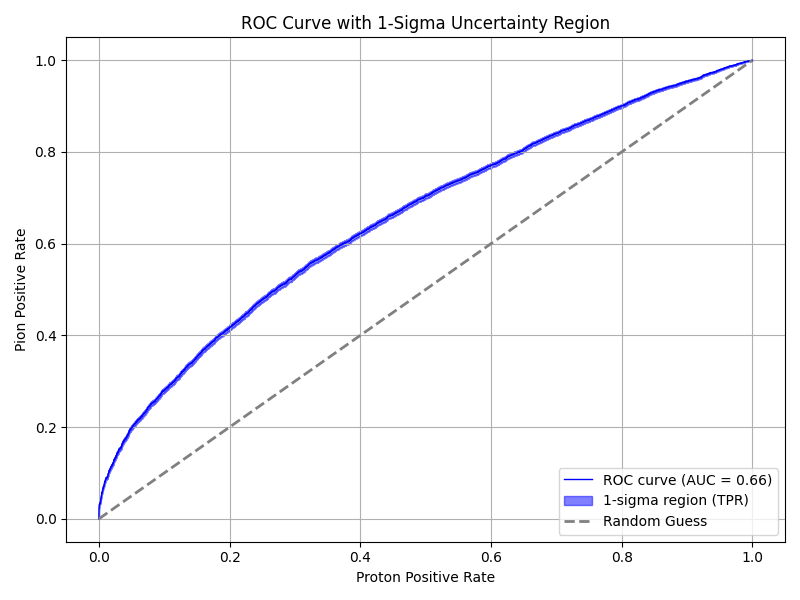 ROC Curve with 1-Sigma Uncertainty Region
Pion Positive Rate
1.0
0.8
0.6
0.4
0.2
0.0
0.0 0.2 0.4 0.6 0.8 1.0
Proton Positive Rate
ROC curve (AUC = 0.66)
1-sigma region (TPR)
Random Guess